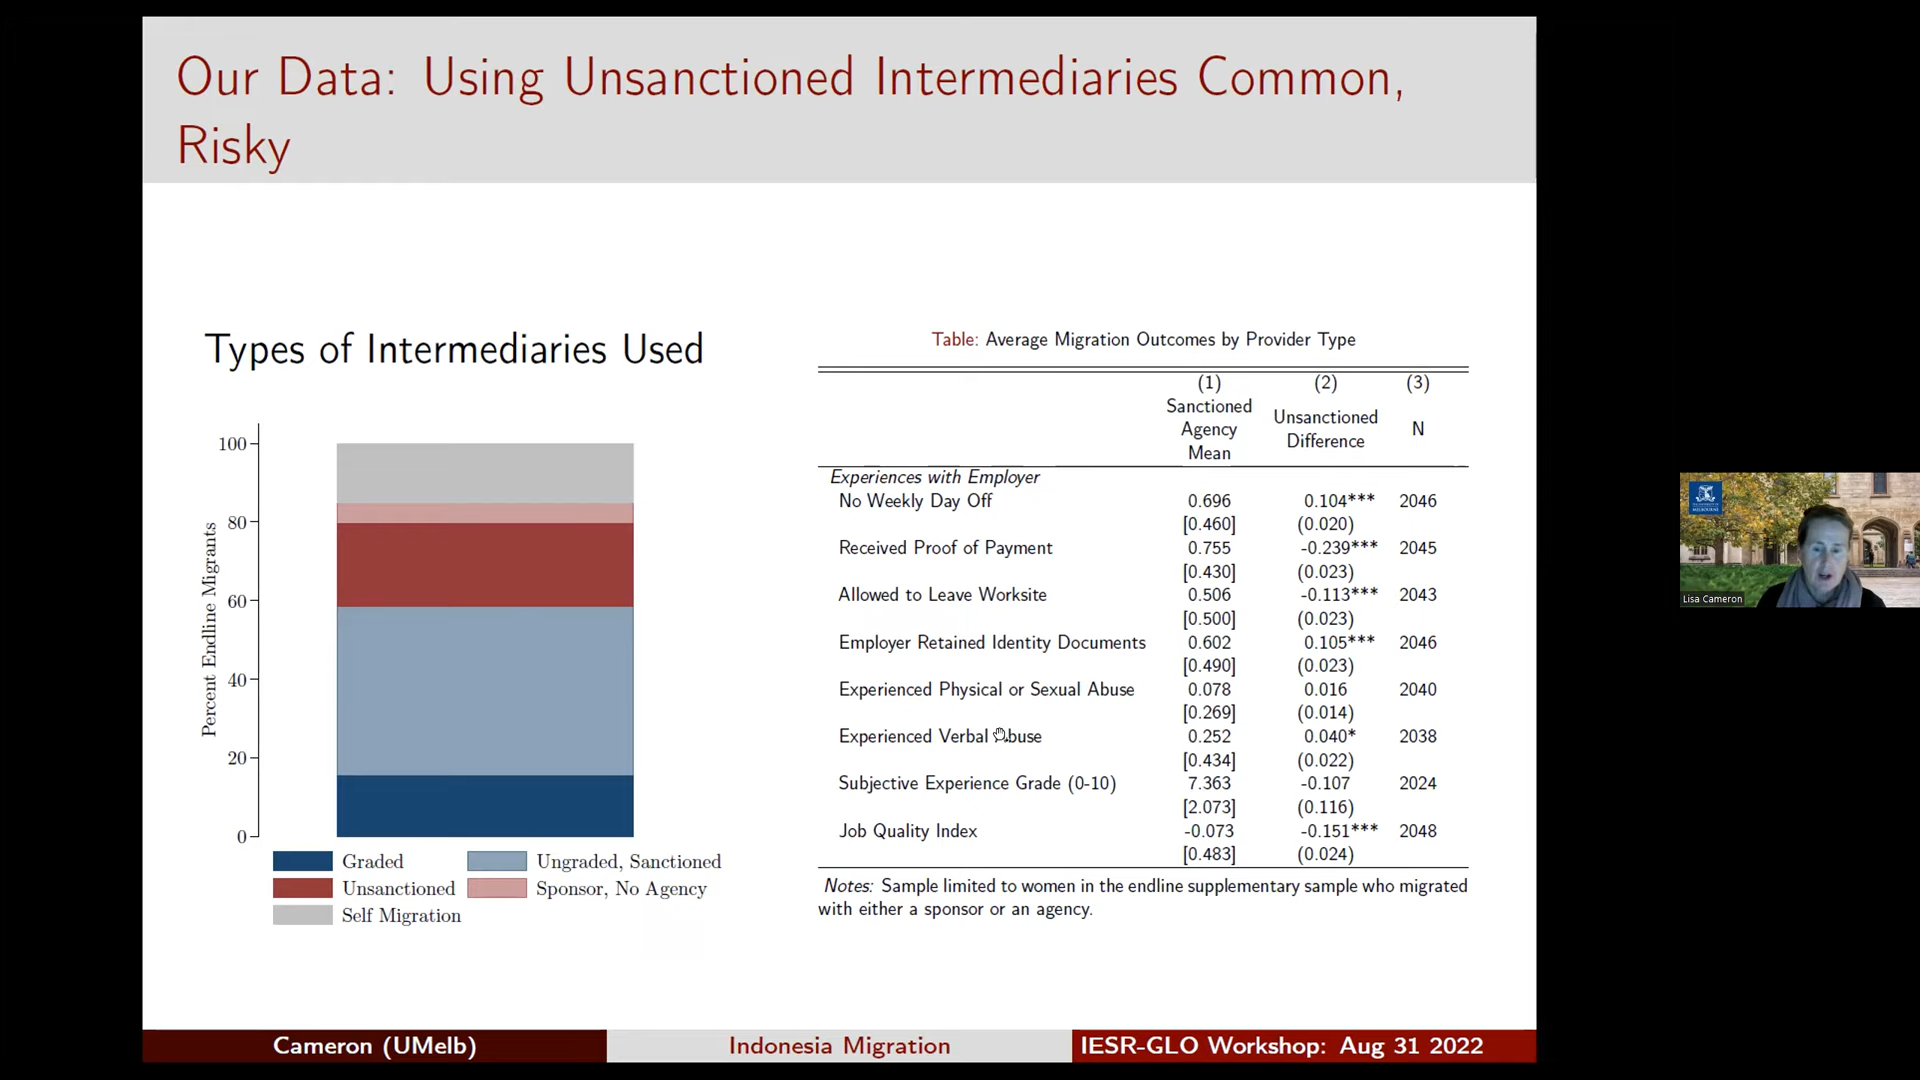 Our Data: Using Unsanctioned Intermediaries Common,
Risky
Types of Intermediaries Used
Percent Endline Migrants
100
80
60
40
20
0
Graded
Ungraded, Sanctioned
Unsanctioned
Sponsor, No Agency
Self Migration
Table: Average Migration Outcomes by Provider Type
(1) (2) (3)
Sanctioned Agency Mean
Unsanctioned Difference
N
Experiences with Employer
No Weekly Day Off 0.696 0.104*** 2046
[0.460] (0.020)
Received Proof of Payment 0.755 -0.239*** 2045
[0.430] (0.023)
Allowed to Leave Worksite 0.506 -0.113*** 2043
[0.500] (0.023)
Employer Retained Identity Documents 0.602 0.105*** 2046
[0.490] (0.023)
Experienced Physical or Sexual Abuse 0.078 0.016 2040
[0.269] (0.014)
Experienced Verbal Abuse 0.252 0.040* 2038
[0.434] (0.022)
Subjective Experience Grade (0-10) 7.363 -0.107 2024
[2.073] (0.116)
Job Quality Index -0.073 -0.151*** 2048
[0.483] (0.024)
Notes: Sample limited to women in the endline supplementary sample who migrated
with either a sponsor or an agency.
Cameron (UMelb)
Indonesia Migration
IESR-GLO Workshop: Aug 31 2022
Lisa Cameron